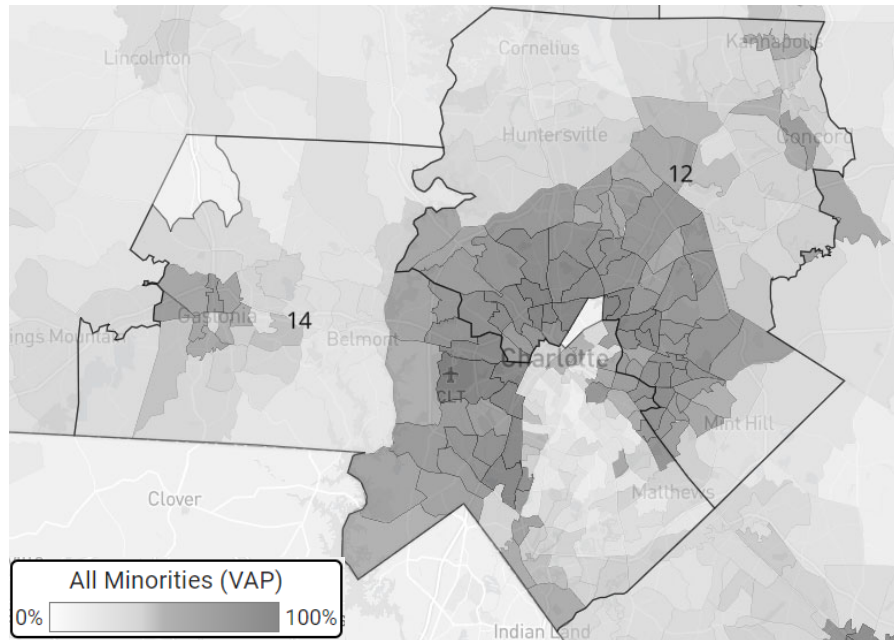 Lincolnton
Cornelius
Kannapolis
Huntersville
Concord
12
Gastonia
14
ings Mountai
Belmont
Charlotte
CLT
Mint Hill
Clover
Matthews
All Minorities (VAP)
0% 100%
Indian Land